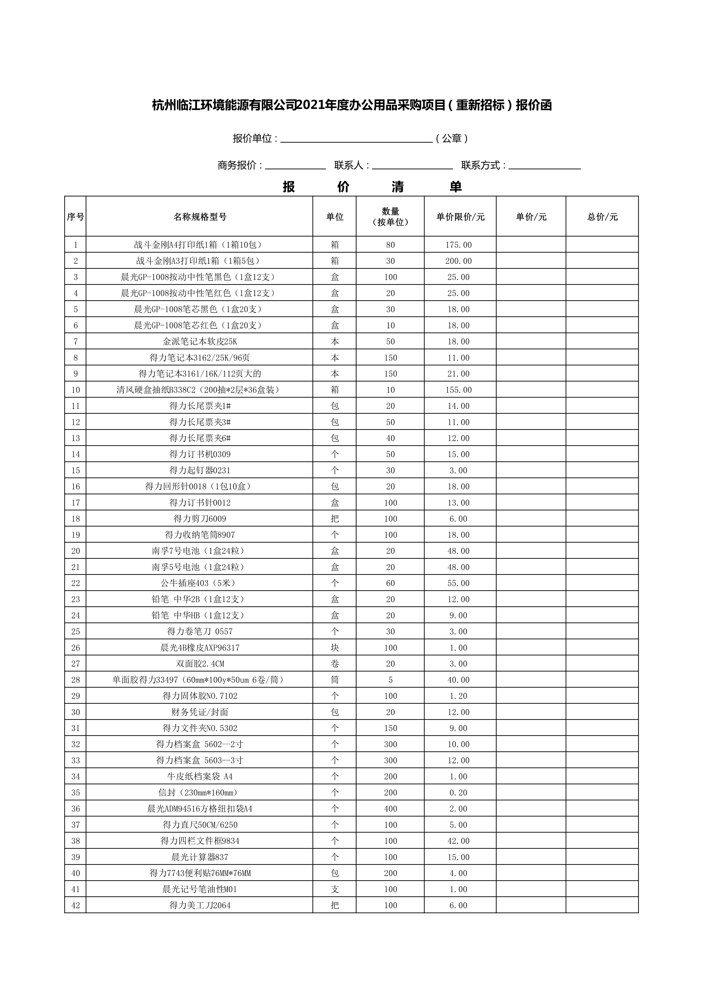 杭州临江环境能源有限公司2021年度办公用品采购项目（重新招标）报价函
报价单位：（公章）
商务报价： 联系人： 联系方式：
报 价 清 单
序号 名称规格型号 单位 数量（按单位） 单价限价/元 单价/元 总价/元
1 战斗金刚A4打印纸1箱（1箱10包） 箱 80 175.00
2 战斗金刚A3打印纸1箱（1箱5包） 箱 30 200.00
3 晨光GP-1008按动中性笔黑色（1盒12支） 盒 100 25.00
4 晨光GP-1008按动中性笔红色（1盒12支） 盒 20 25.00
5 晨光GP-1008笔芯黑色（1盒20支） 盒 30 18.00
6 晨光GP-1008笔芯红色（1盒20支） 盒 10 18.00
7 金派笔记本软皮25K 本 50 18.00
8 得力笔记本3162/25K/96页 本 150 11.00
9 得力笔记本3161/16K/112页大的 本 150 21.00
10 清风硬盒抽纸B338C2（200抽*2层*36盒装） 箱 10 155.00
11 得力长尾票夹1# 包 20 14.00
12 得力长尾票夹3# 包 50 11.00
13 得力长尾票夹6# 包 40 12.00
14 得力订书机0309 个 50 15.00
15 得力起钉器0231 个 30 3.00
16 得力回形针0018（1包10盒） 包 20 18.00
17 得力订书针0012 盒 100 13.00
18 得力剪刀6009 把 100 6.00
19 得力收纳笔筒8907 个 100 18.00
20 南孚7号电池（1盒24粒） 盒 20 48.00
21 南孚5号电池（1盒24粒） 盒 20 48.00
22 公牛插座403（5米） 个 60 55.00
23 铅笔 中华2B（1盒12支） 盒 20 12.00
24 铅笔 中华HB（1盒12支） 盒 20 9.00
25 得力卷笔刀 0557 个 30 3.00
26 晨光4B橡皮AXP96317 块 100 1.00
27 双面胶2.4CM 卷 20 3.00
28 单面胶得力33497（60mm*100y*50um 6卷/筒） 筒 5 40.00
29 得力固体胶NO.7102 个 100 1.20
30 财务凭证/封面 包 20 12.00
31 得力文件夹NO.5302 个 150 9.00
32 得力档案盒 5602--2寸 个 300 10.00
33 得力档案盒 5603--3寸 个 300 12.00
34 牛皮纸档案袋 A4 个 200 1.00
35 信封（230mm*160mm） 个 200 0.20
36 晨光ADM94516方格纽扣袋A4 个 400 2.00
37 得力直尺50CM/6250 个 100 5.00
38 得力四栏文件框9834 个 100 42.00
39 晨光计算器837 个 100 15.00
40 得力7743便利贴76MM*76MM 包 200 4.00
41 晨光记号笔油性M01 支 100 1.00
42 得力美工刀2064 把 100 6.00